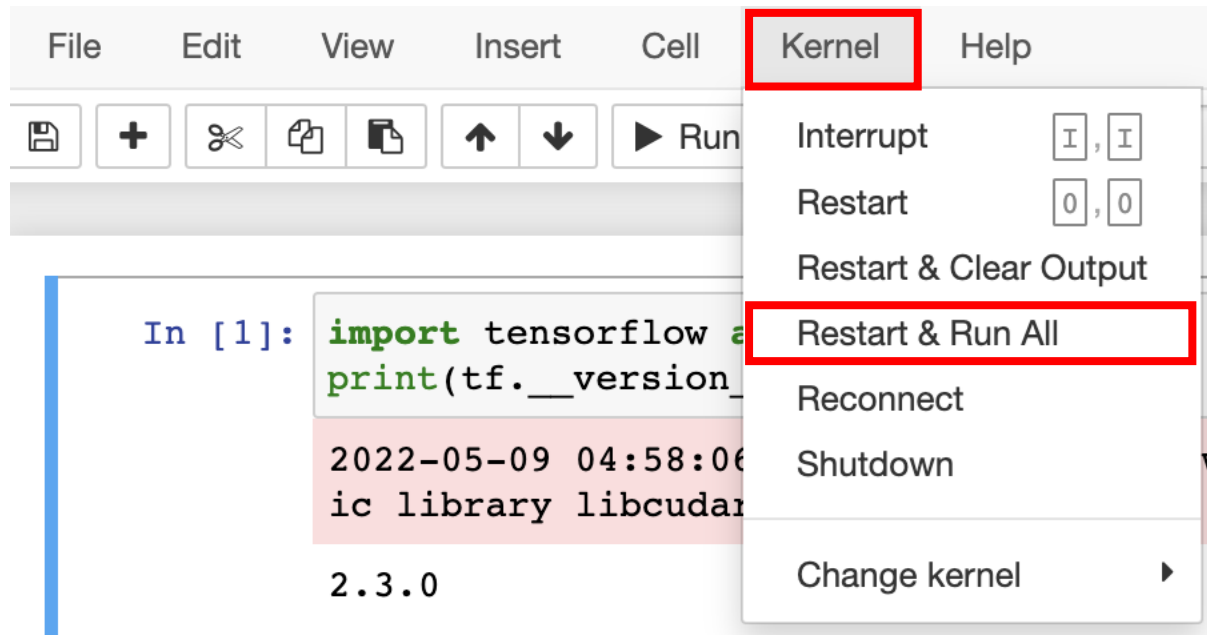 File Edit View Insert Cell Kernel Help
Run
Interrupt I , I
Restart 0 , 0
Restart & Clear Output
Restart & Run All
Reconnect
Shutdown
Change kernel
In [1]: import tensorflow
print(tf.__version_
2022-05-09 04:58:06
ic library libcudar
2.3.0